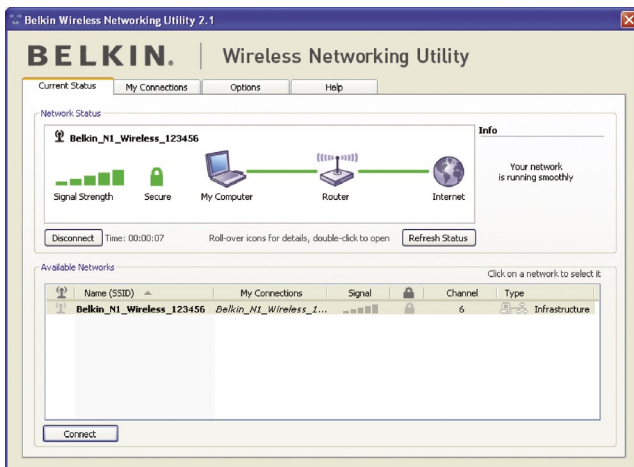 Belkin Wireless Networking Utility 2.1
BELKIN. Wireless Networking Utility
Current Status My Connections Options Help
Network Status
Belkin_N1_Wireless_123456
Signal Strength Secure My Computer Router Internet
Info
Your network
is running smoothly
Disconnect Time: 00:00:07 Roll-over icons for details, double-click to open Refresh Status
Available Networks
Click on a network to select it
Name (SSID) My Connections Signal Channel Type
Belkin_N1_Wireless_123456 Belkin_N1_Wireless_1... 6 Infrastructure
Connect